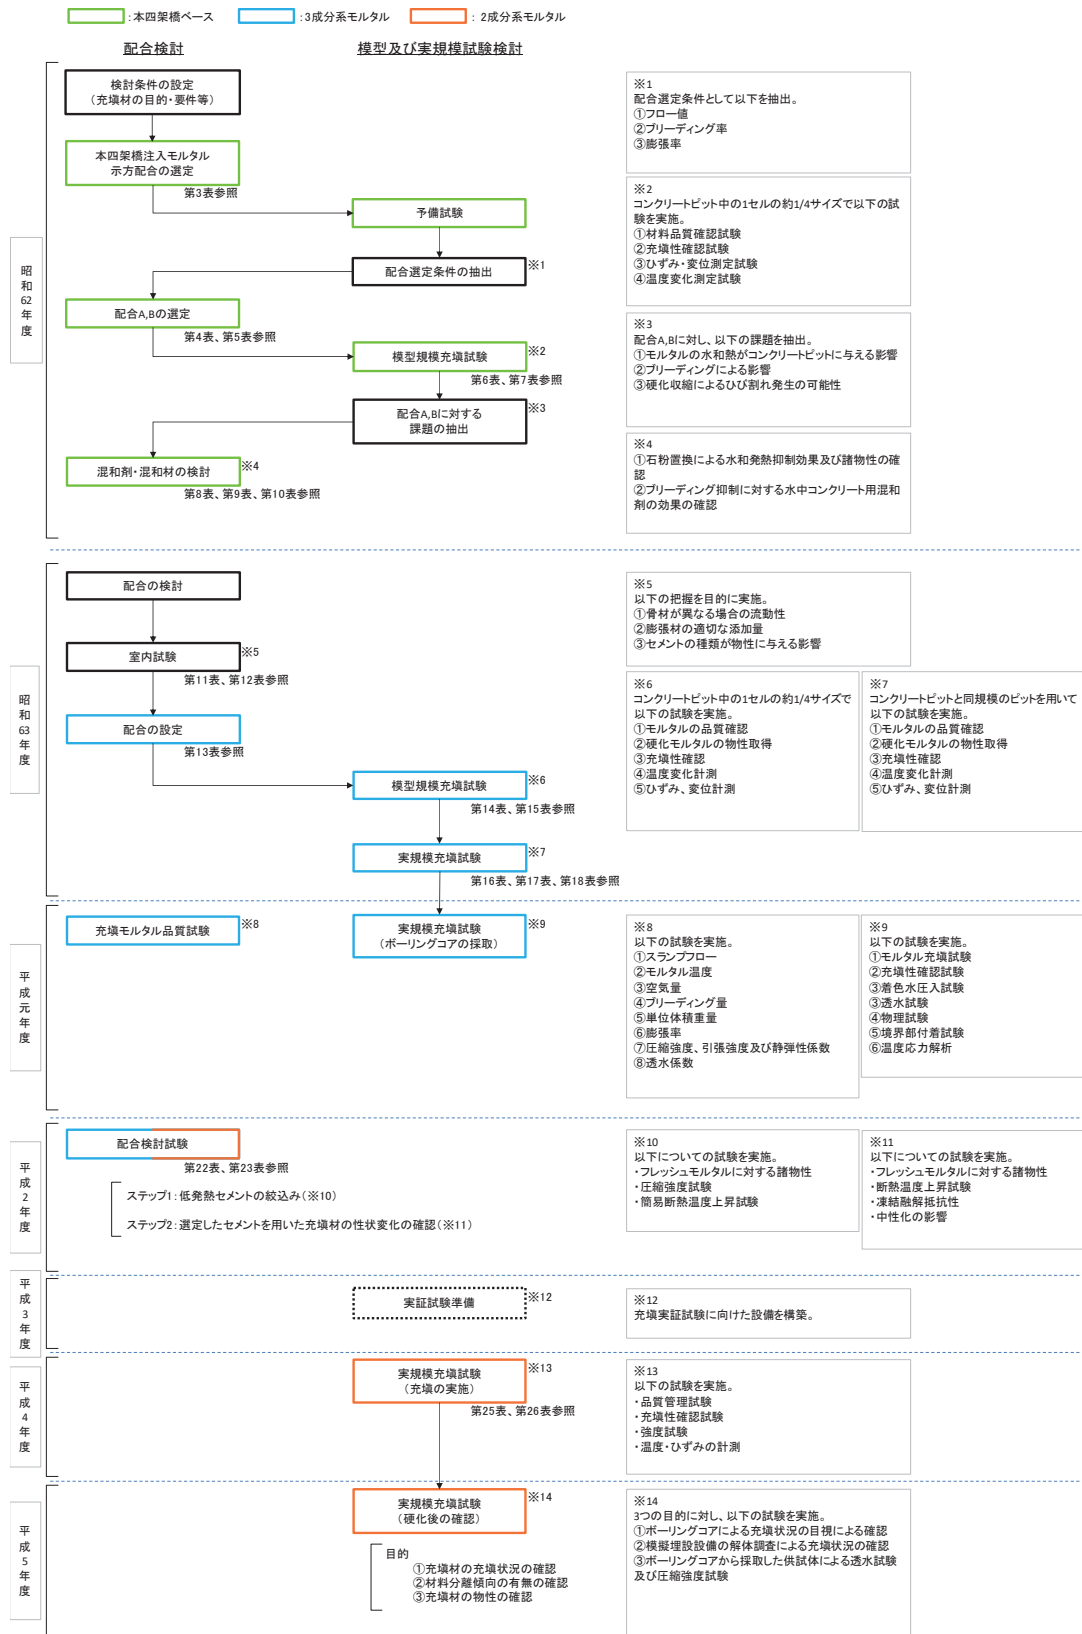 :本四架橋ベース
:3成分系モルタル
:2成分系モルタル
配合検討
模型及び実規模試験検討
昭和62年度
検討条件の設定
(充填材の目的・要件等)
本四架橋注入モルタル
示方配合の選定
第3表参照
予備試験
配合選定条件の抽出
※1
配合A,Bの選定
第4表、第5表参照
模型規模充填試験
※2
第6表、第7表参照
配合A,Bに対する
課題の抽出
※3
混和剤・混和材の検討
※4
第8表、第9表、第10表参照
※1
配合選定条件として以下を抽出。
①フロー値
②ブリーディング率
③膨張率
※2
コンクリートピット中の1セルの約1/4サイズで以下の試
験を実施。
①材料品質確認試験
②充填性確認試験
③ひずみ・変位測定試験
④温度変化測定試験
※3
配合A,Bに対し、以下の課題を抽出。
①モルタルの水和熱がコンクリートピットに与える影響
②ブリーディングによる影響
③硬化収縮によるひび割れ発生の可能性
※4
①石粉置換による水和発熱抑制効果及び諸物性の確
認
②ブリーディング抑制に対する水中コンクリート用混和
剤の効果の確認
昭和63年度
配合の検討
室内試験
※5
第11表、第12表参照
配合の設定
第13表参照
模型規模充填試験
※6
第14表、第15表参照
実規模充填試験
※7
第16表、第17表、第18表参照
※5
以下の把握を目的に実施。
①骨材が異なる場合の流動性
②膨張材の適切な添加量
③セメントの種類が物性に与える影響
※6
コンクリートピット中の1セルの約1/4サイズで
以下の試験を実施。
①モルタルの品質確認
②硬化モルタルの物性取得
③充填性確認
④温度変化計測
⑤ひずみ、変位計測
※7
コンクリートピットと同規模のピットを用いて
以下の試験を実施。
①モルタルの品質確認
②硬化モルタルの物性取得
③充填性確認
④温度変化計測
⑤ひずみ、変位計測
平成元年度
充填モルタル品質試験
※8
実規模充填試験
(ボーリングコアの採取)
※9
※8
以下の試験を実施。
①スランプフロー
②モルタル温度
③空気量
④ブリーディング量
⑤単位体積重量
⑥膨張率
⑦圧縮強度、引張強度及び静弾性係数
⑧透水係数
※9
以下の試験を実施。
①モルタル充填試験
②充填性確認試験
③着色水圧入試験
③透水試験
④物理試験
⑤境界部付着試験
⑥温度応力解析
平成2年度
配合検討試験
第22表、第23表参照
ステップ1:低発熱セメントの絞込み(※10)
ステップ2:選定したセメントを用いた充填材の性状変化の確認(※11)
※10
以下についての試験を実施。
・フレッシュモルタルに対する諸物性
・圧縮強度試験
・簡易断熱温度上昇試験
※11
以下についての試験を実施。
・フレッシュモルタルに対する諸物性
・断熱温度上昇試験
・凍結融解抵抗性
・中性化の影響
平成3年度
実証試験準備
※12
※12
充填実証試験に向けた設備を構築。
平成4年度
実規模充填試験
(充填の実施)
※13
第25表、第26表参照
※13
以下の試験を実施。
・品質管理試験
・充填性確認試験
・強度試験
・温度・ひずみの計測
平成5年度
実規模充填試験
(硬化後の確認)
※14
目的
①充填材の充填状況の確認
②材料分離傾向の有無の確認
③充填材の物性の確認
※14
3つの目的に対し、以下の試験を実施。
①ボーリングコアによる充填状況の目視による確認
②模擬埋設設備の解体調査による充填状況の確認
③ボーリングコアから採取した供試体による透水試験
及び圧縮強度試験